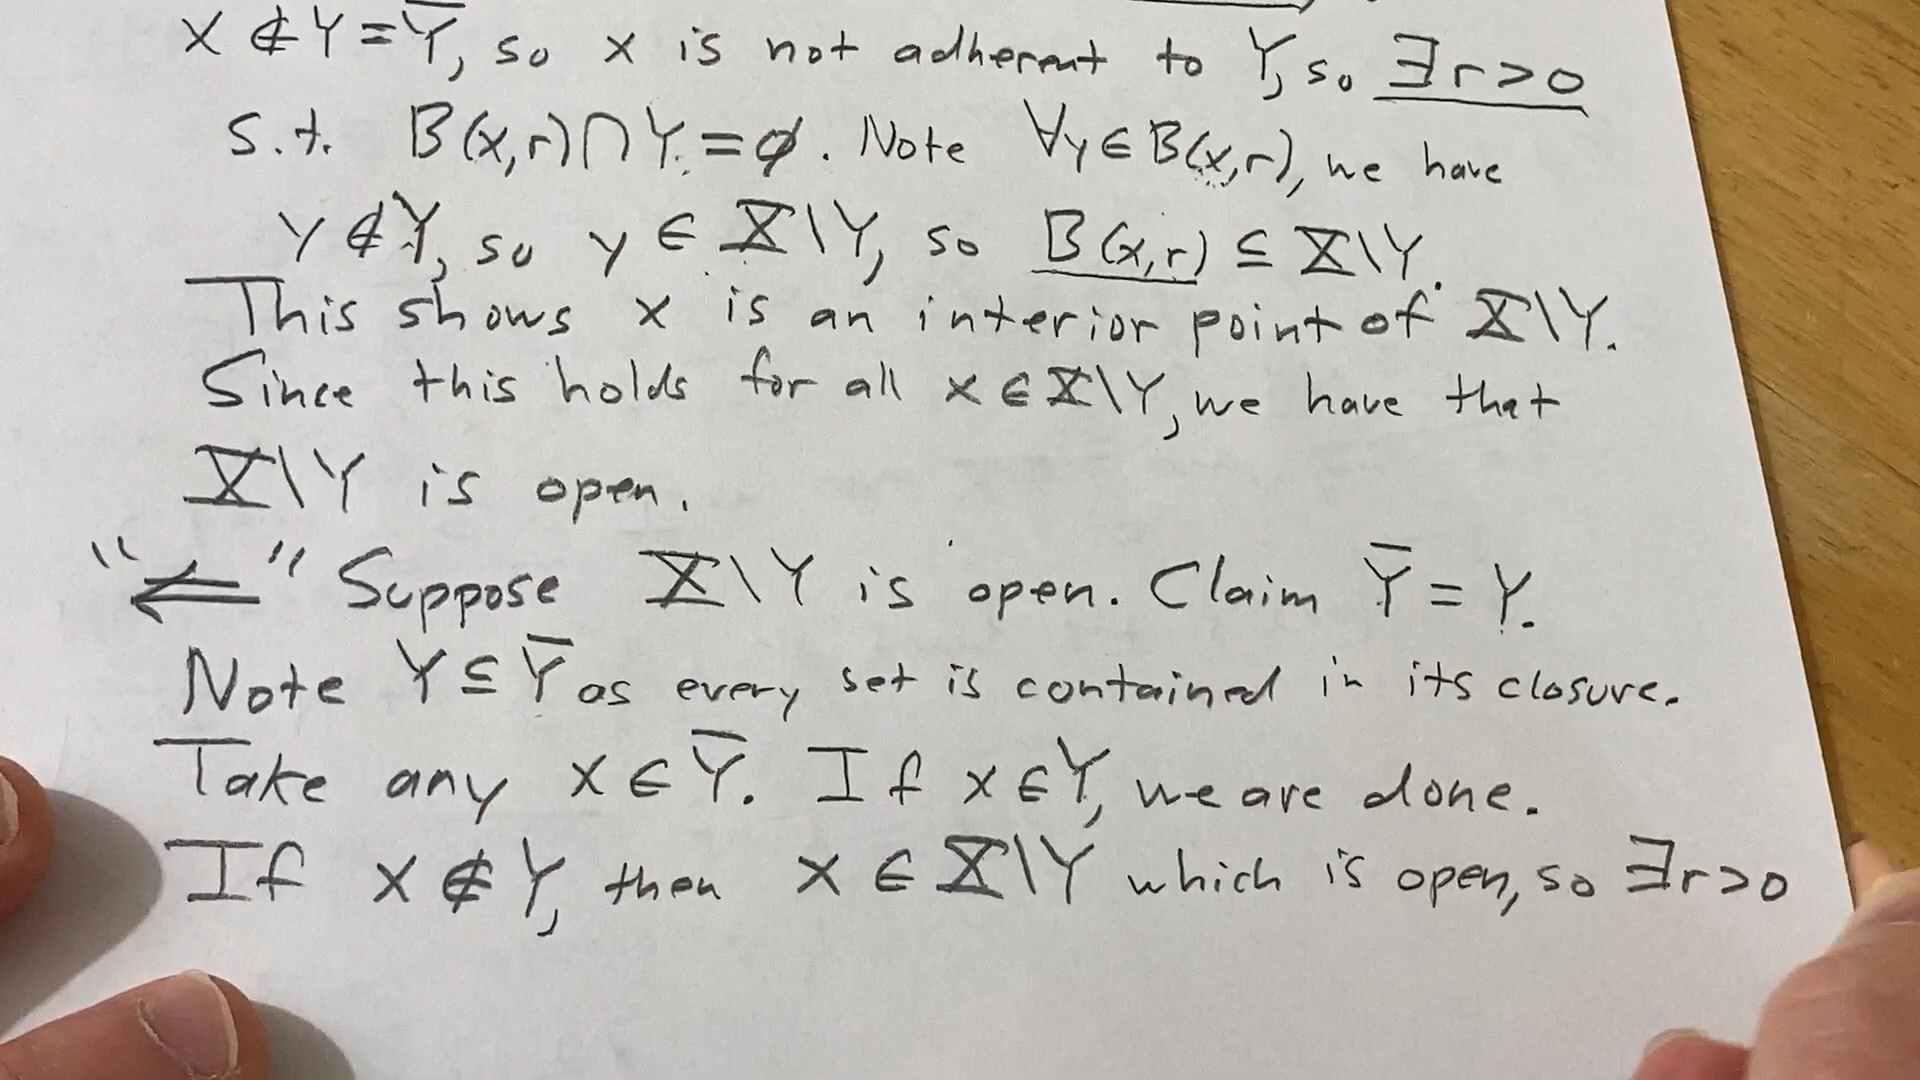 x ∉ Y = Y̅, so x is not adherent to Y, so ∃r>0
s.t. B(x,r)∩Y = ∅. Note ∀y∈B(x,r), we have
y ∉ Y, so y ∈ X\Y, so B(x,r) ⊆ X\Y.
This shows x is an interior point of X\Y.
Since this holds for all x ∈ X\Y, we have that
X\Y is open.
"⟸" Suppose X\Y is open. Claim Y̅ = Y.
Note Y ⊆ Y̅ as every set is contained in its closure.
Take any x ∈ Y̅. If x ∈ Y, we are done.
If x ∉ Y, then x ∈ X\Y which is open, so ∃r>0